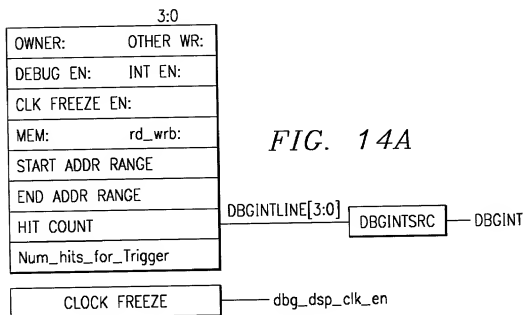 3:0
OWNER: OTHER WR:
DEBUG EN: INT EN:
CLK FREEZE EN:
MEM: rd_wrb:
START ADDR RANGE
END ADDR RANGE
HIT COUNT
Num_hits_for_Trigger
FIG. 14A
DBGINTLINE[3:0]
DBGINTSRC
DBGINT
CLOCK FREEZE
dbg_dsp_clk_en